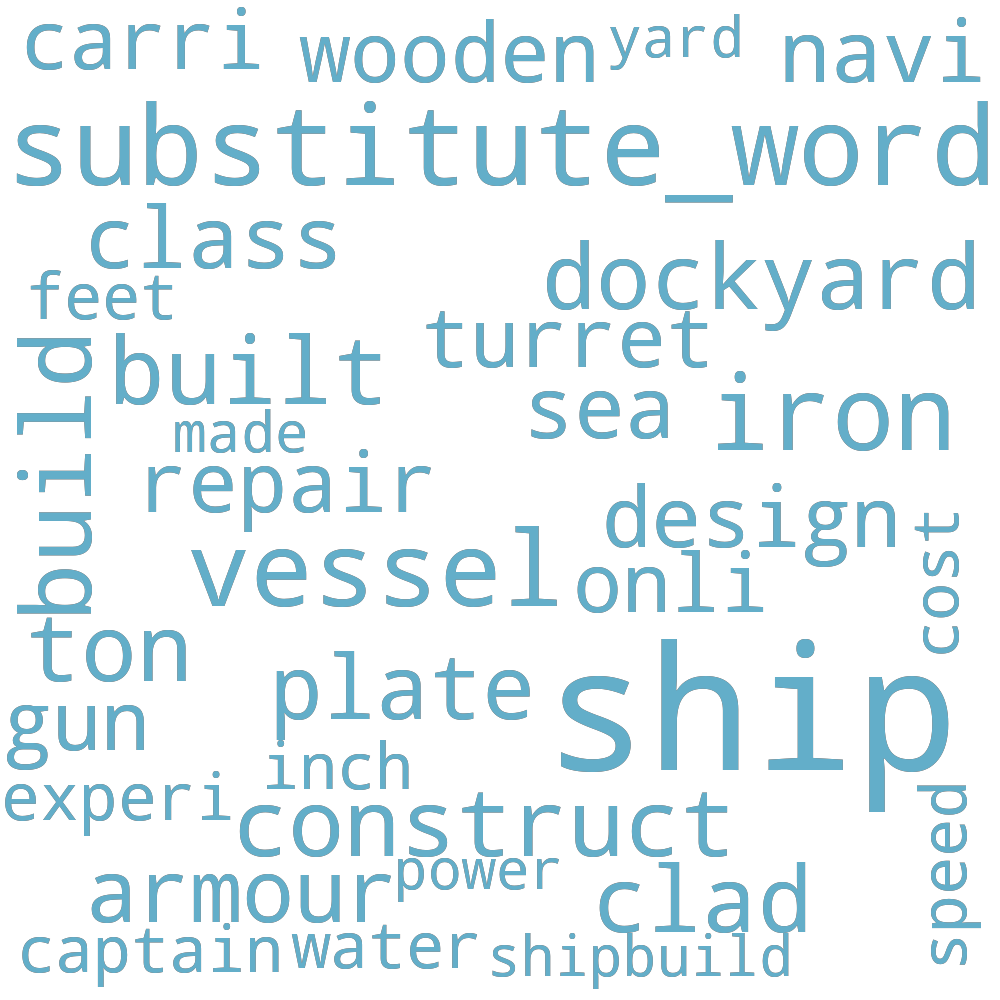 carri wooden yard navi
substitute_word
class
feet dockyard
build built turret
made sea iron
repair
vessel design
onli cost
ton
gun plate ship
inch
experi construct speed
armour power clad
captain water shipbuild